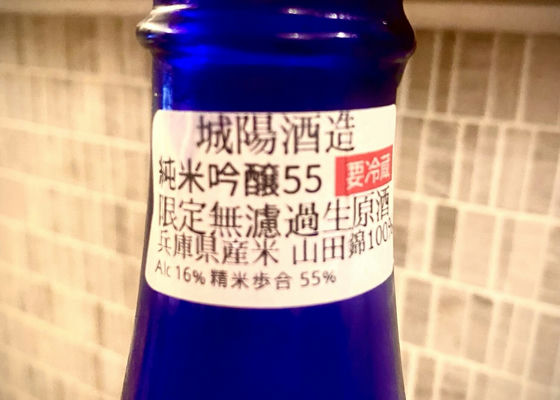 城陽酒造
純米吟醸55 要冷蔵
限定無濾過生原酒
兵庫県産米 山田錦100%
Alc 16% 精米歩合 55%